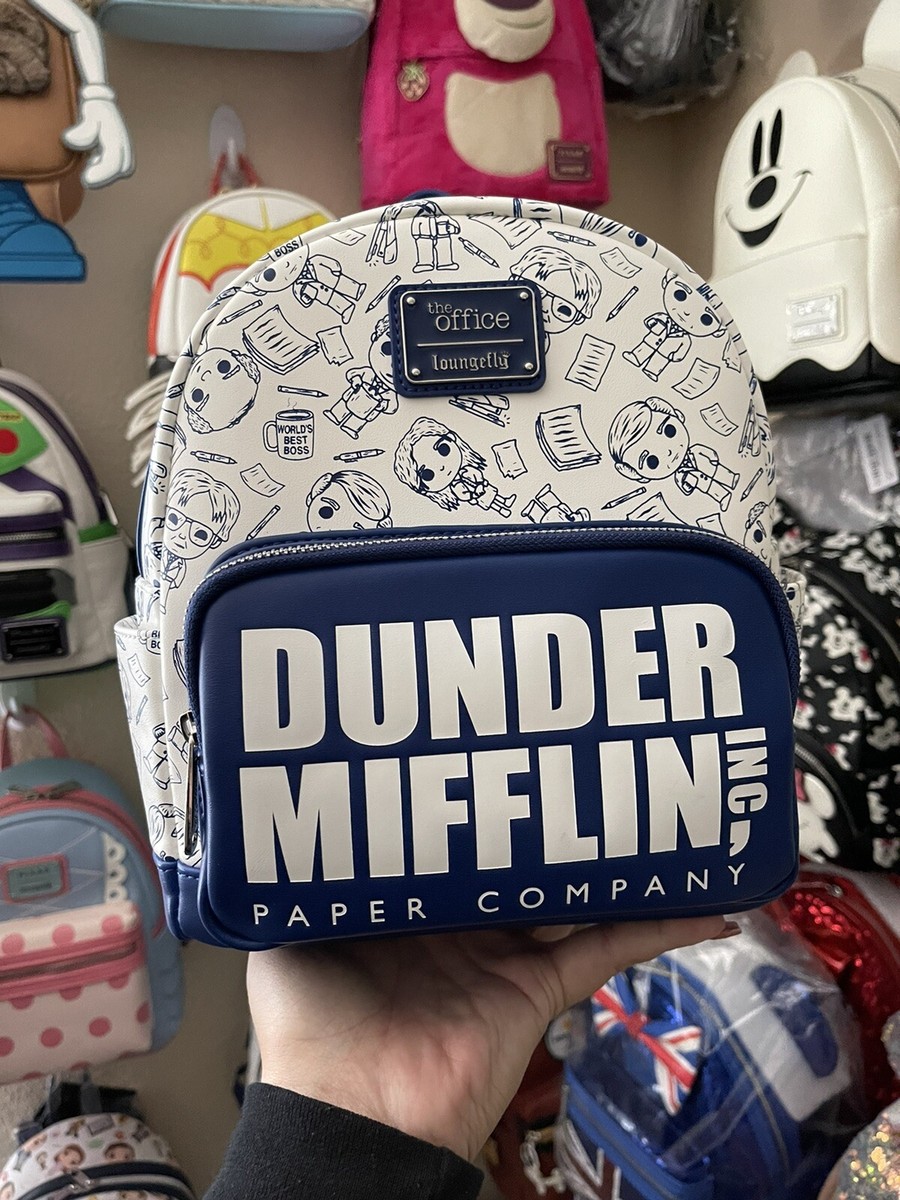 BOSS
the
office
loungefly
WORLD'S
BEST
BOSS
DUNDER
MIFFLIN
INC,
PAPER COMPANY